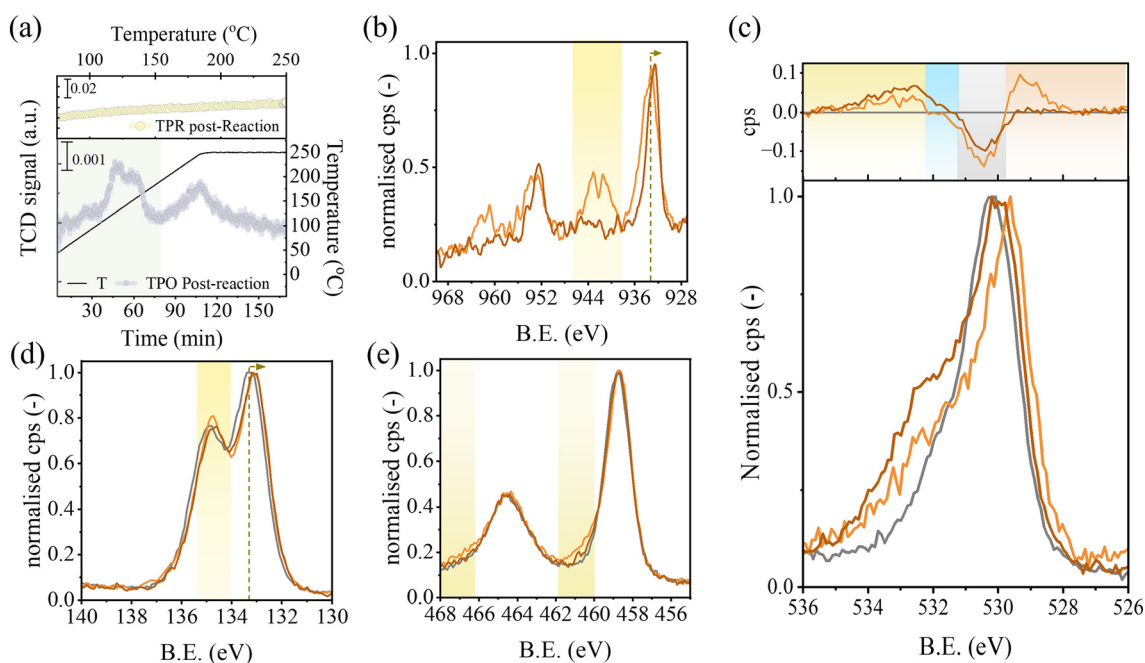 (a)
Temperature (°C)
100 150 200 250
0.02
TPR post-Reaction
0.001
TCD signal (a.u.)
250
200
150
100
50
0
Temperature (°C)
T
TPO Post-reaction
30 60 90 120 150
Time (min)
(b)
normalised cps (-)
1.0
0.5
0.0
968 960 952 944 936 928
B.E. (eV)
(c)
cps
0.1
0.0
−0.1
Normalised cps (-)
1.0
0.5
0.0
536 534 532 530 528 526
B.E. (eV)
(d)
normalised cps (-)
1.0
0.8
0.6
0.4
0.2
0.0
140 138 136 134 132 130
B.E. (eV)
(e)
normalised cps (-)
1.0
0.8
0.6
0.4
0.2
0.0
468 466 464 462 460 458 456
B.E. (eV)